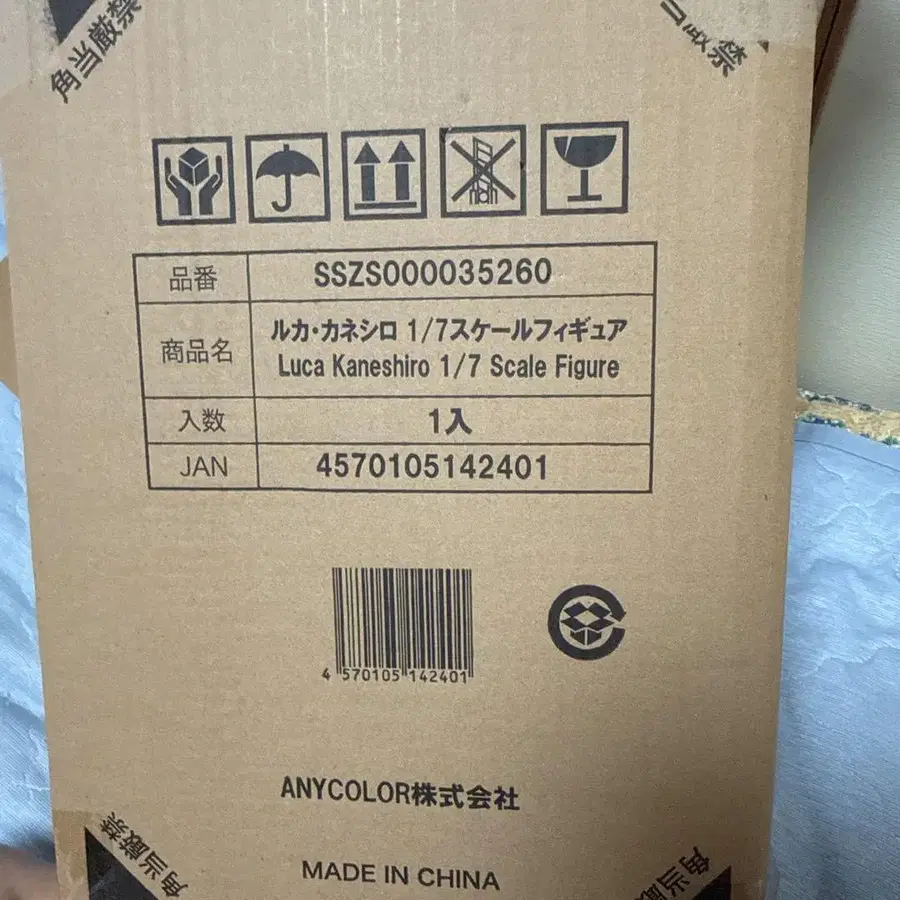 角当厳禁
角当厳禁
品番 SSZS000035260
商品名 ルカ・カネシロ 1/7スケールフィギュア
Luca Kaneshiro 1/7 Scale Figure
入数 1入
JAN 4570105142401
4 570105 142401
ANYCOLOR株式会社
MADE IN CHINA
角当厳禁
角当厳禁